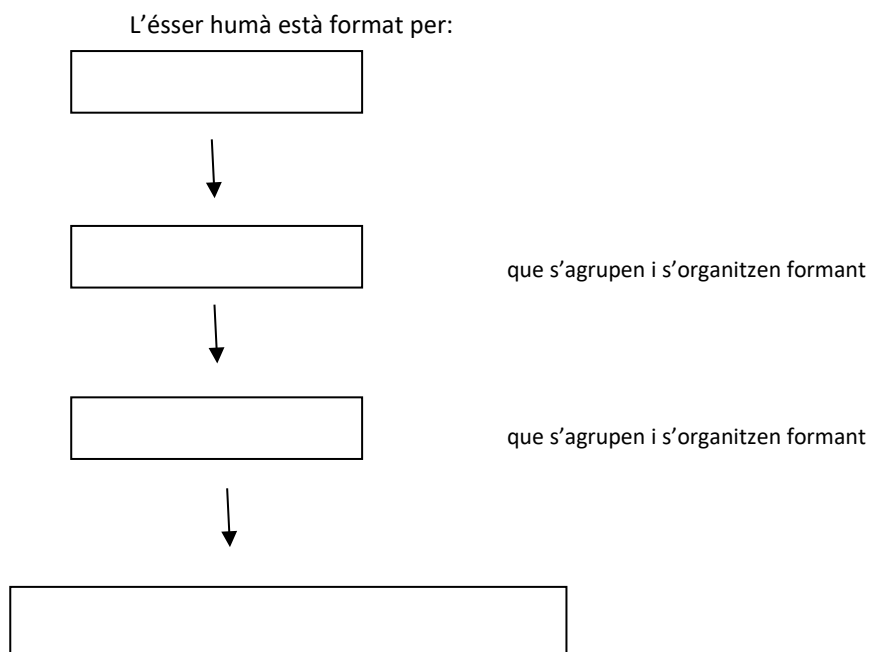 L’ésser humà està format per:
que s’agrupen i s’organitzen formant
que s’agrupen i s’organitzen formant